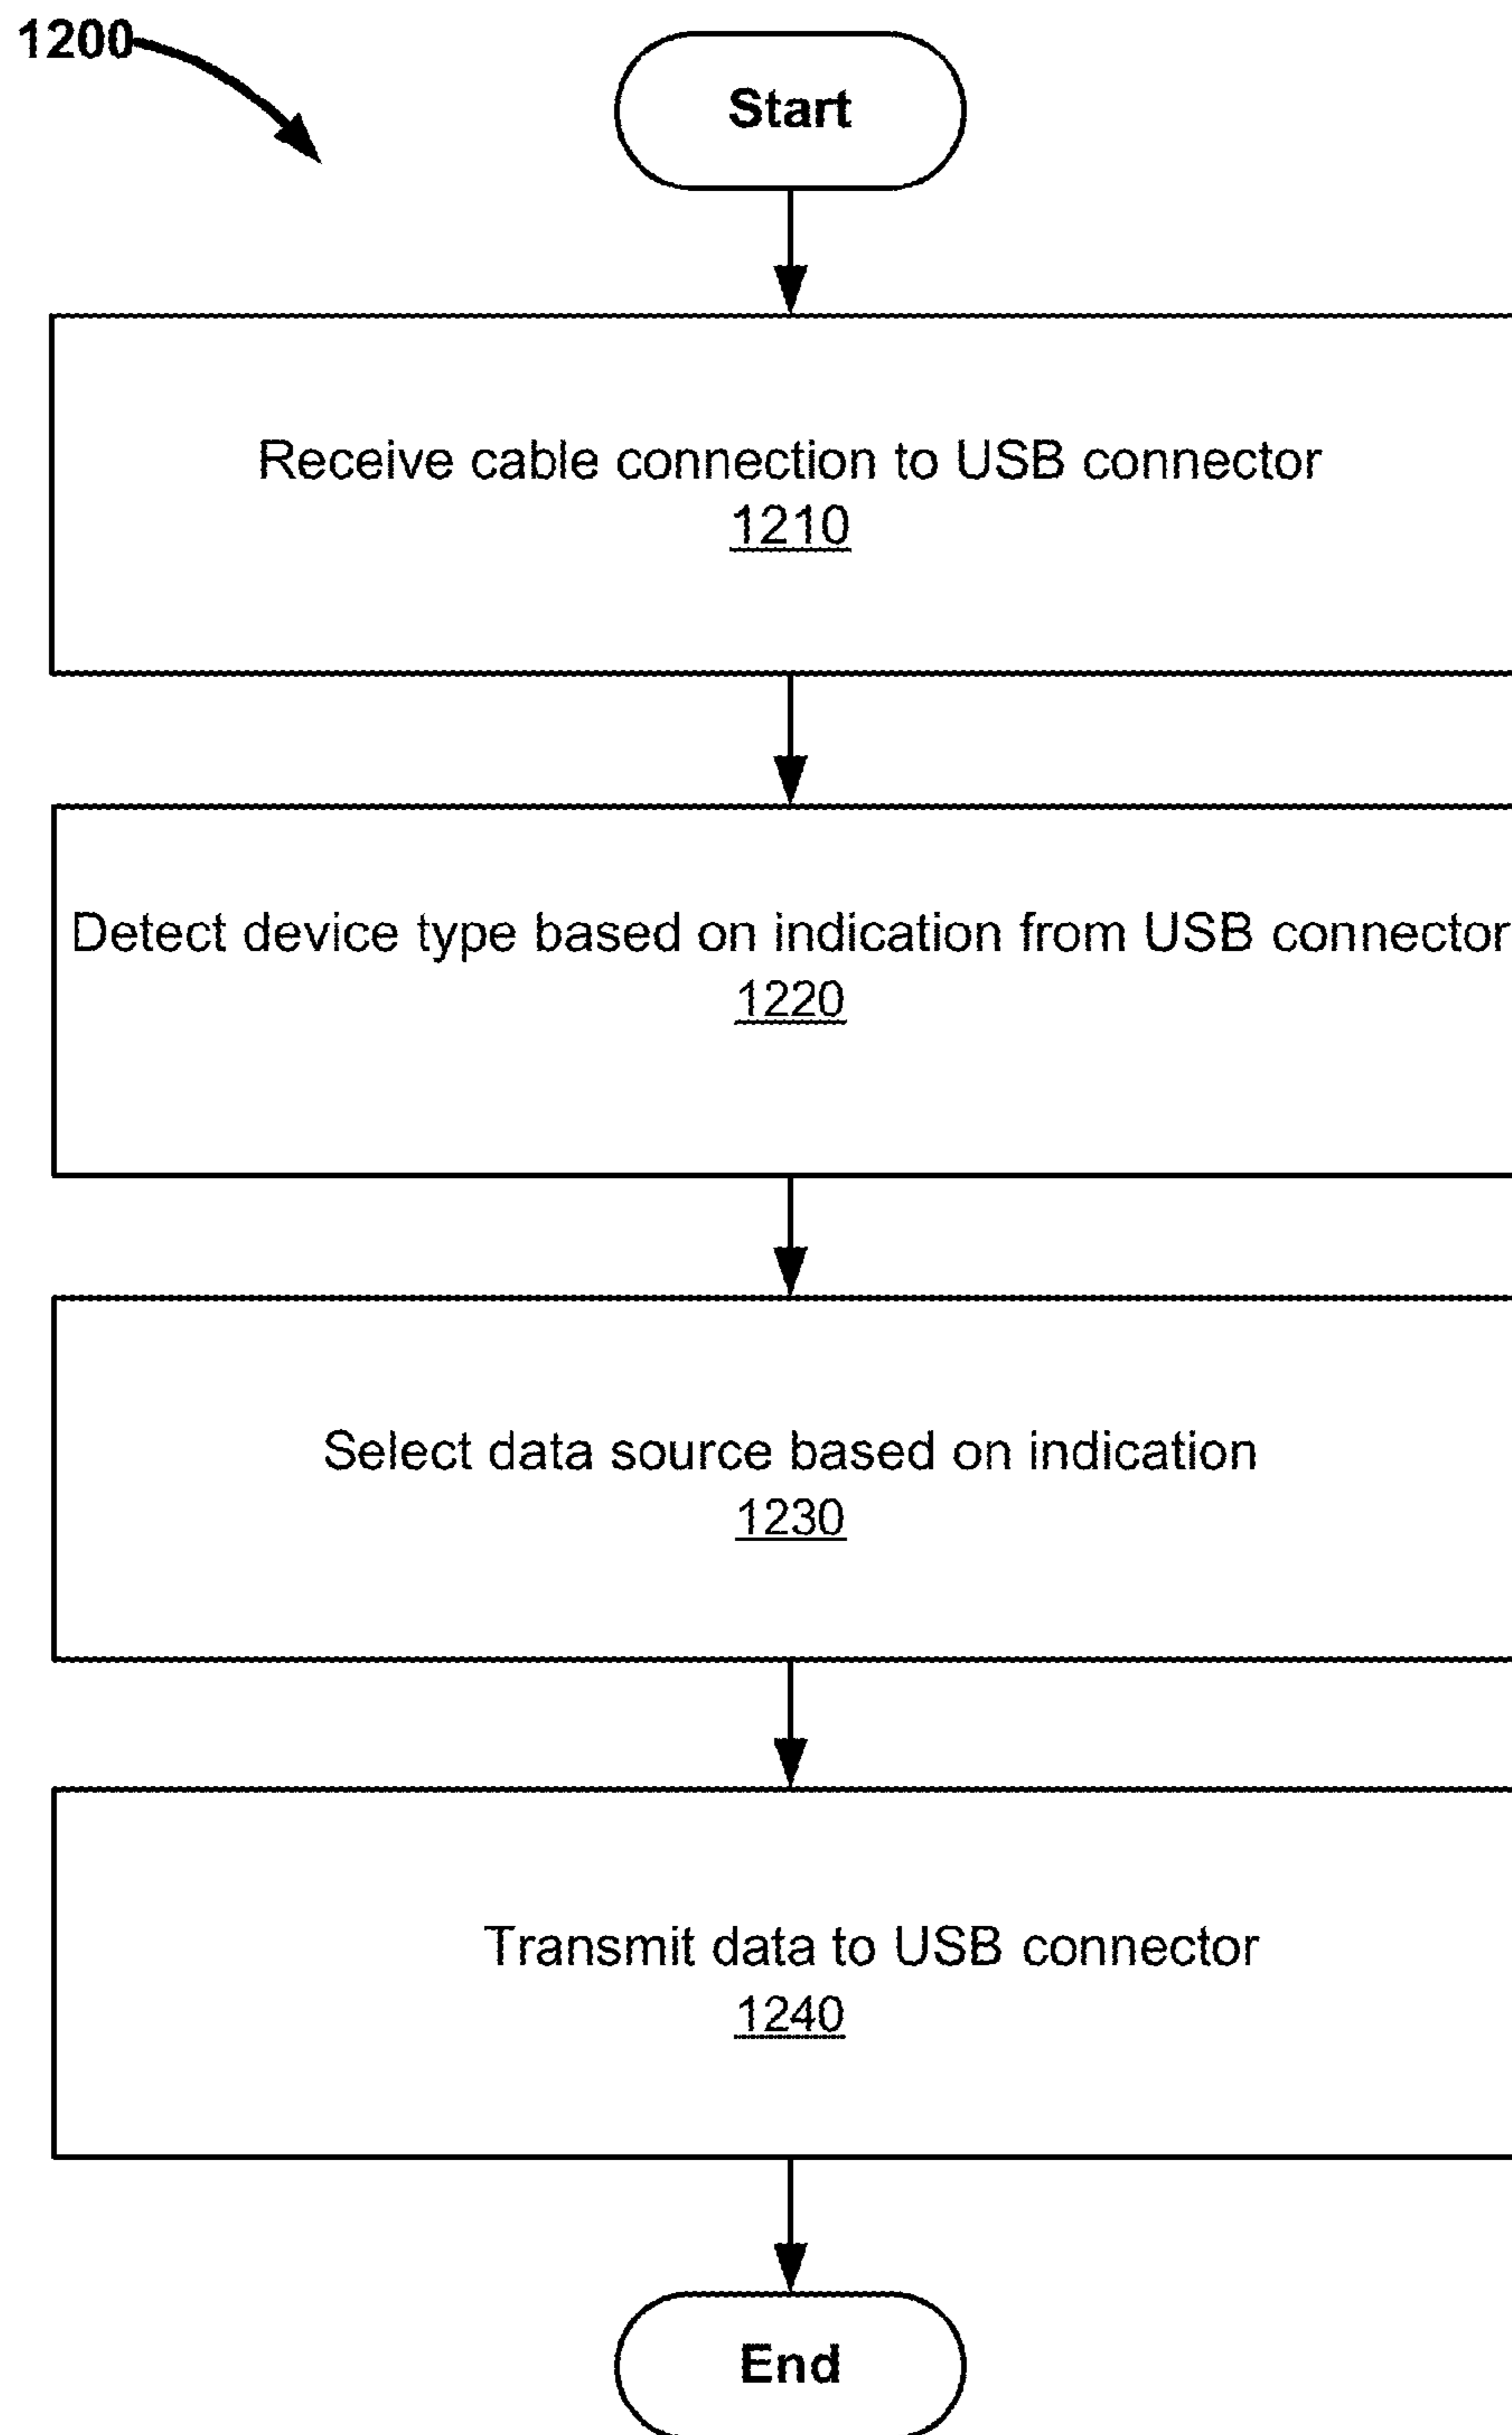 1200
Start
Receive cable connection to USB connector
1210
Detect device type based on indication from USB connector
1220
Select data source based on indication
1230
Transmit data to USB connector
1240
End